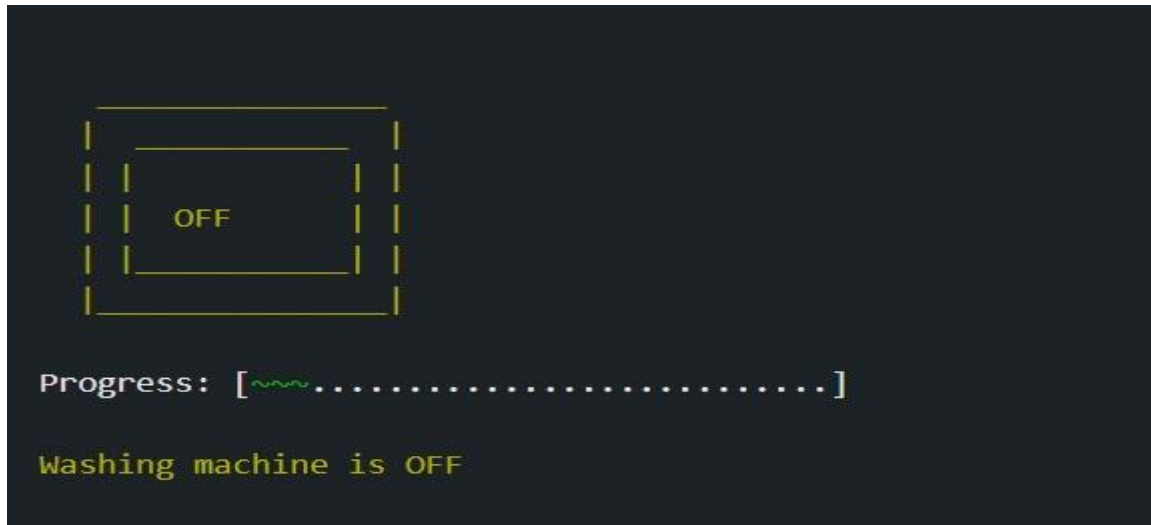 OFF
Progress: [~~~...........................]
Washing machine is OFF